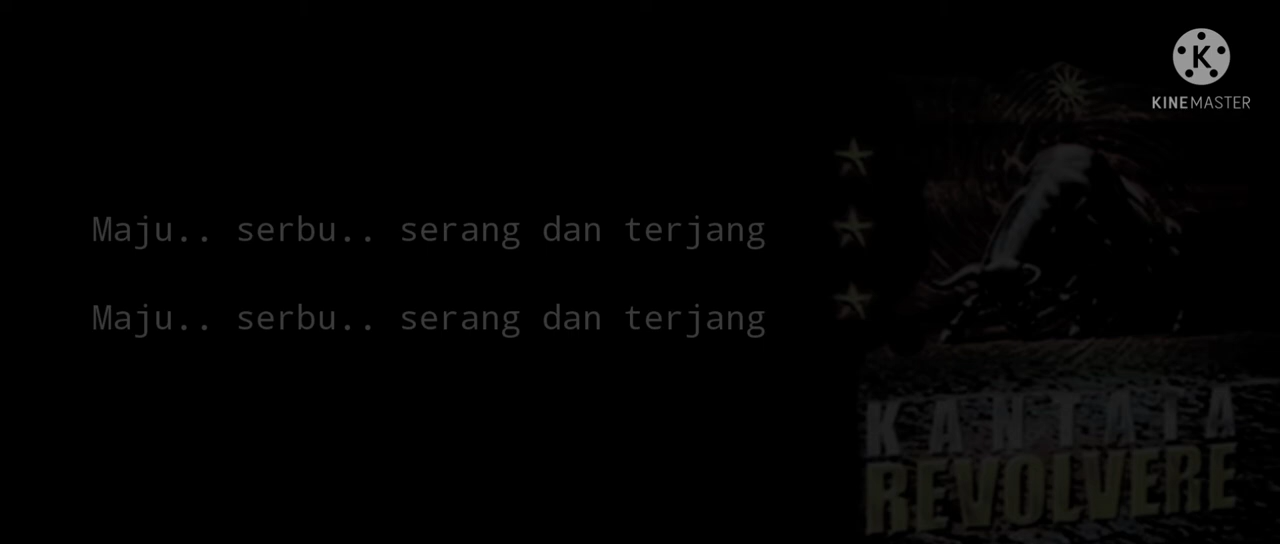 KINEMASTER
Maju.. serbu.. serang dan terjang
Maju.. serbu.. serang dan terjang
KANTATA
REVOLVERE